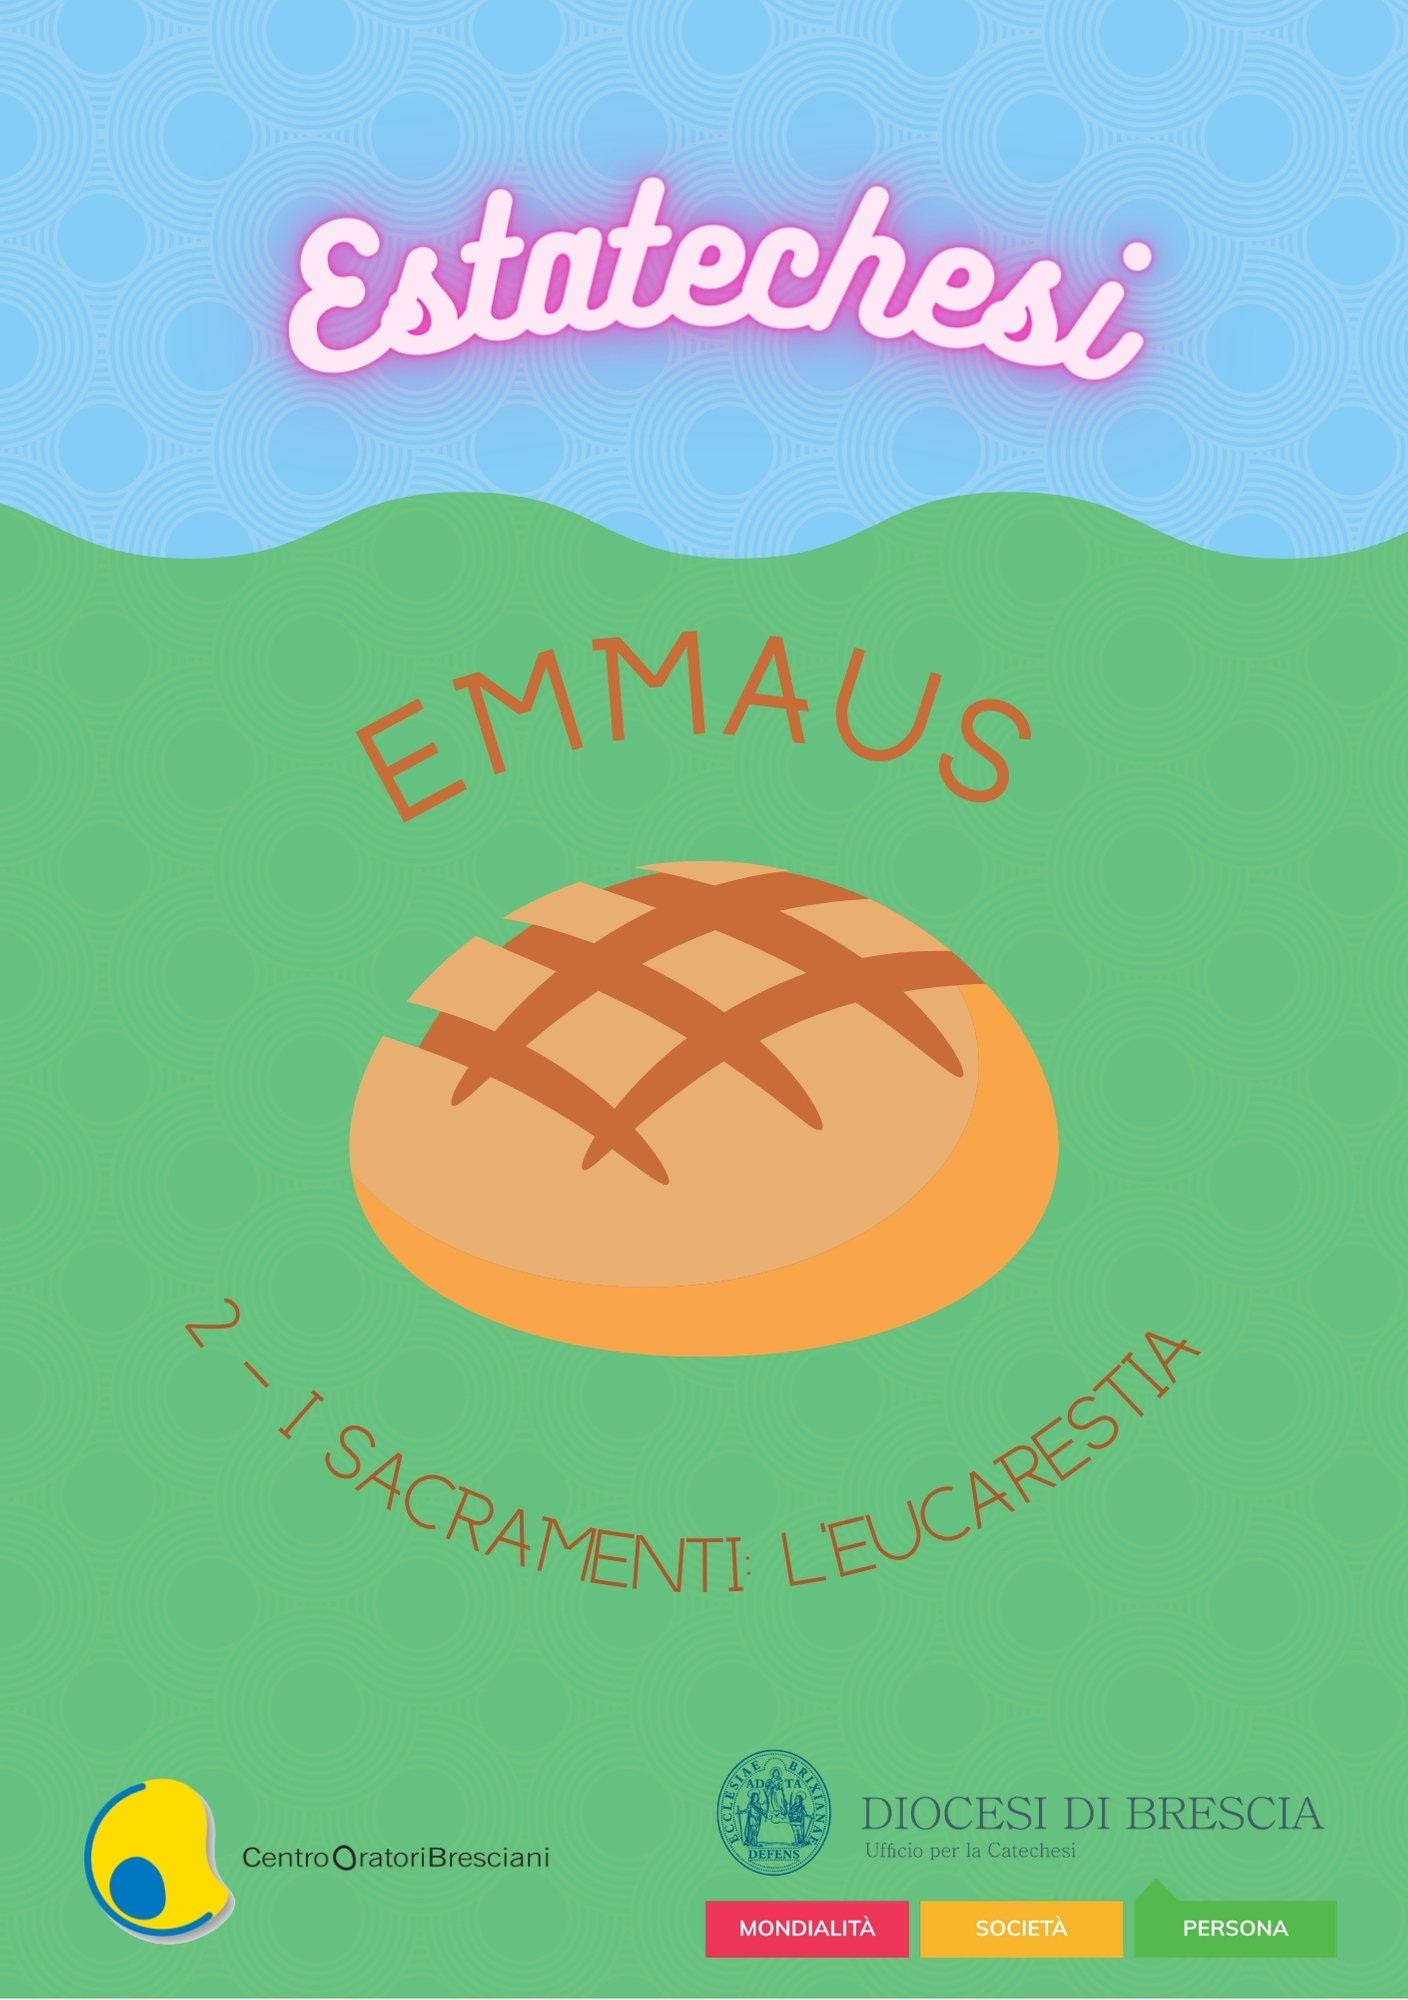 Estatechesi
EMMAUS
2 - I SACRAMENTI: L'EUCARESTIA
CentroOratoriBresciani
ECCLESIAE BRIXIANAE
AD TA
DEFENS
DIOCESI DI BRESCIA
Ufficio per la Catechesi
MONDIALITÀ
SOCIETÀ
PERSONA